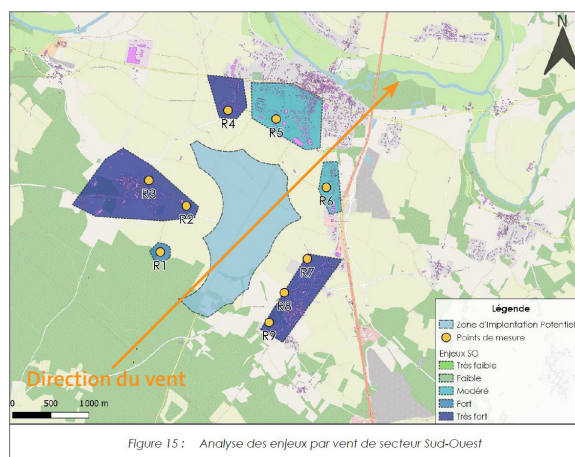 N
R4
R5
R3
R2
R6
R1
R7
R8
R9
Direction du vent
0 500 1 000 m
Légende
Zone d'Implantation Potentiel
Points de mesure
Enjeux SO
Très faible
Faible
Modéré
Fort
Très fort
Figure 15 : Analyse des enjeux par vent de secteur Sud-Ouest